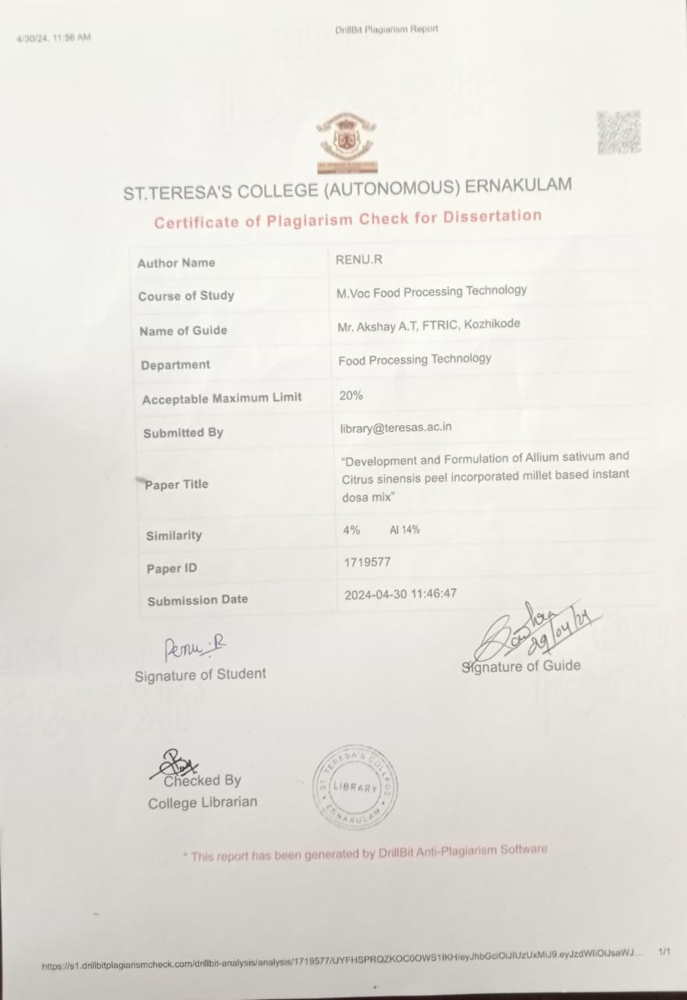 4/30/24, 11:56 AM
DrillBit Plagiarism Report
ST.TERESA'S COLLEGE (AUTONOMOUS) ERNAKULAM
Certificate of Plagiarism Check for Dissertation
Author Name RENU.R
Course of Study M.Voc Food Processing Technology
Name of Guide Mr. Akshay A.T, FTRIC, Kozhikode
Department Food Processing Technology
Acceptable Maximum Limit 20%
Submitted By library@teresas.ac.in
Paper Title “Development and Formulation of Allium sativum and
Citrus sinensis peel incorporated millet based instant
dosa mix”
Similarity 4% AI 14%
Paper ID 1719577
Submission Date 2024-04-30 11:46:47
Renu.R
29/04/24
Signature of Student
Signature of Guide
Checked By
College Librarian
ST TERESA'S COLLEGE
LIBRARY
ERNAKULAM
* This report has been generated by DrillBit Anti-Plagiarism Software
https://s1.drillbitplagiarismcheck.com/drillbit-analysis/analysis/1719577/UYFHSPRQZKOC0OWS1IKH/eyJhbGciOiJIUzUxMiJ9.eyJzdWIiOiJsaWJ... 1/1